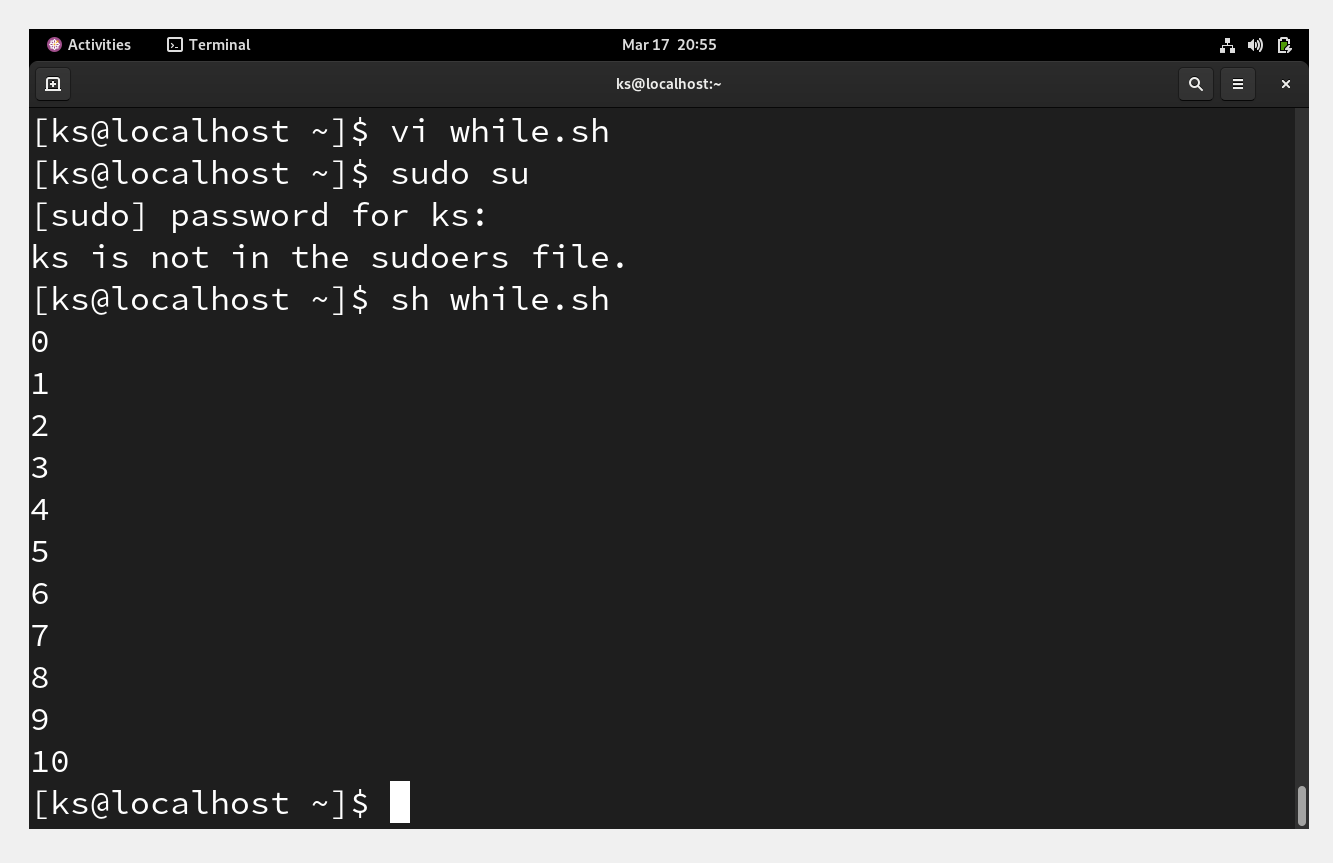 Activities Terminal Mar 17 20:55
ks@localhost:~
[ks@localhost ~]$ vi while.sh
[ks@localhost ~]$ sudo su
[sudo] password for ks:
ks is not in the sudoers file.
[ks@localhost ~]$ sh while.sh
0
1
2
3
4
5
6
7
8
9
10
[ks@localhost ~]$